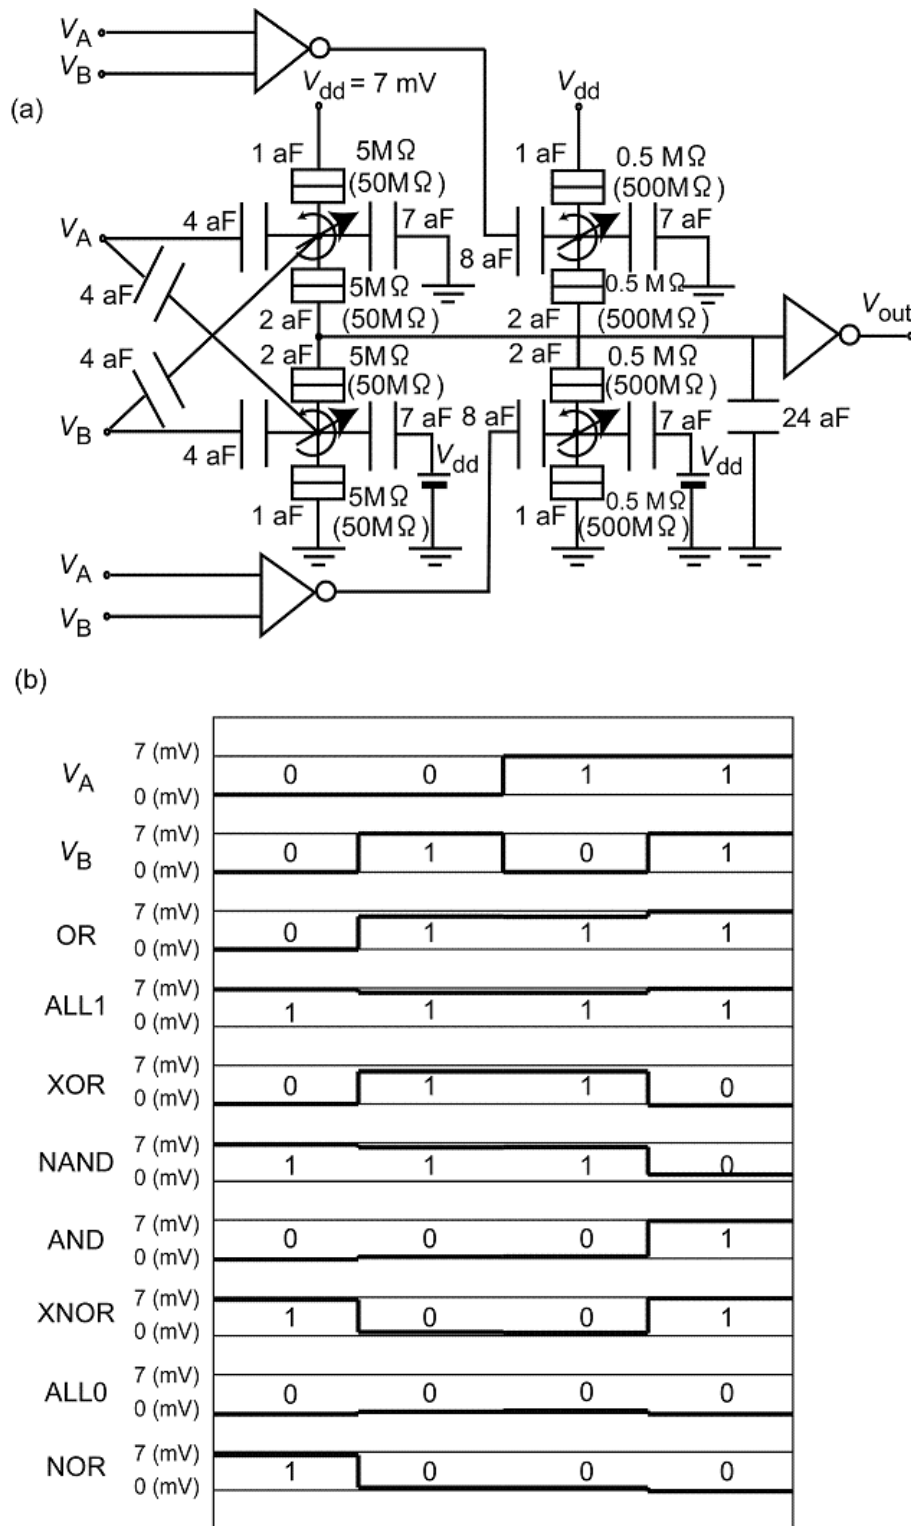 V_A
V_B
(a)
V_dd = 7 mV
V_dd
1 aF 5MΩ (50MΩ)
1 aF 0.5 MΩ (500MΩ)
V_A 4 aF 7 aF
8 aF 7 aF
4 aF
2 aF 5MΩ (50MΩ)
2 aF 0.5 MΩ (500MΩ)
V_out
4 aF
2 aF 5MΩ (50MΩ)
2 aF 0.5 MΩ (500MΩ)
V_B 4 aF 7 aF V_dd
8 aF 7 aF V_dd
24 aF
1 aF 5MΩ (50MΩ)
1 aF 0.5 MΩ (500MΩ)
V_A
V_B
(b)
V_A 7 (mV) 0 (mV) 0 0 1 1
V_B 7 (mV) 0 (mV) 0 1 0 1
OR 7 (mV) 0 (mV) 0 1 1 1
ALL1 7 (mV) 0 (mV) 1 1 1 1
XOR 7 (mV) 0 (mV) 0 1 1 0
NAND 7 (mV) 0 (mV) 1 1 1 0
AND 7 (mV) 0 (mV) 0 0 0 1
XNOR 7 (mV) 0 (mV) 1 0 0 1
ALL0 7 (mV) 0 (mV) 0 0 0 0
NOR 7 (mV) 0 (mV) 1 0 0 0